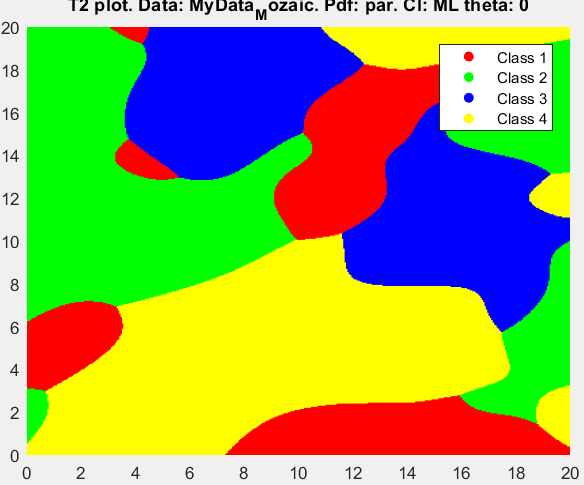 T2 plot. Data: MyData_Mozaic. Pdf: par. Cl: ML theta: 0
Class 1
Class 2
Class 3
Class 4
20
18
16
14
12
10
8
6
4
2
0
0 2 4 6 8 10 12 14 16 18 20